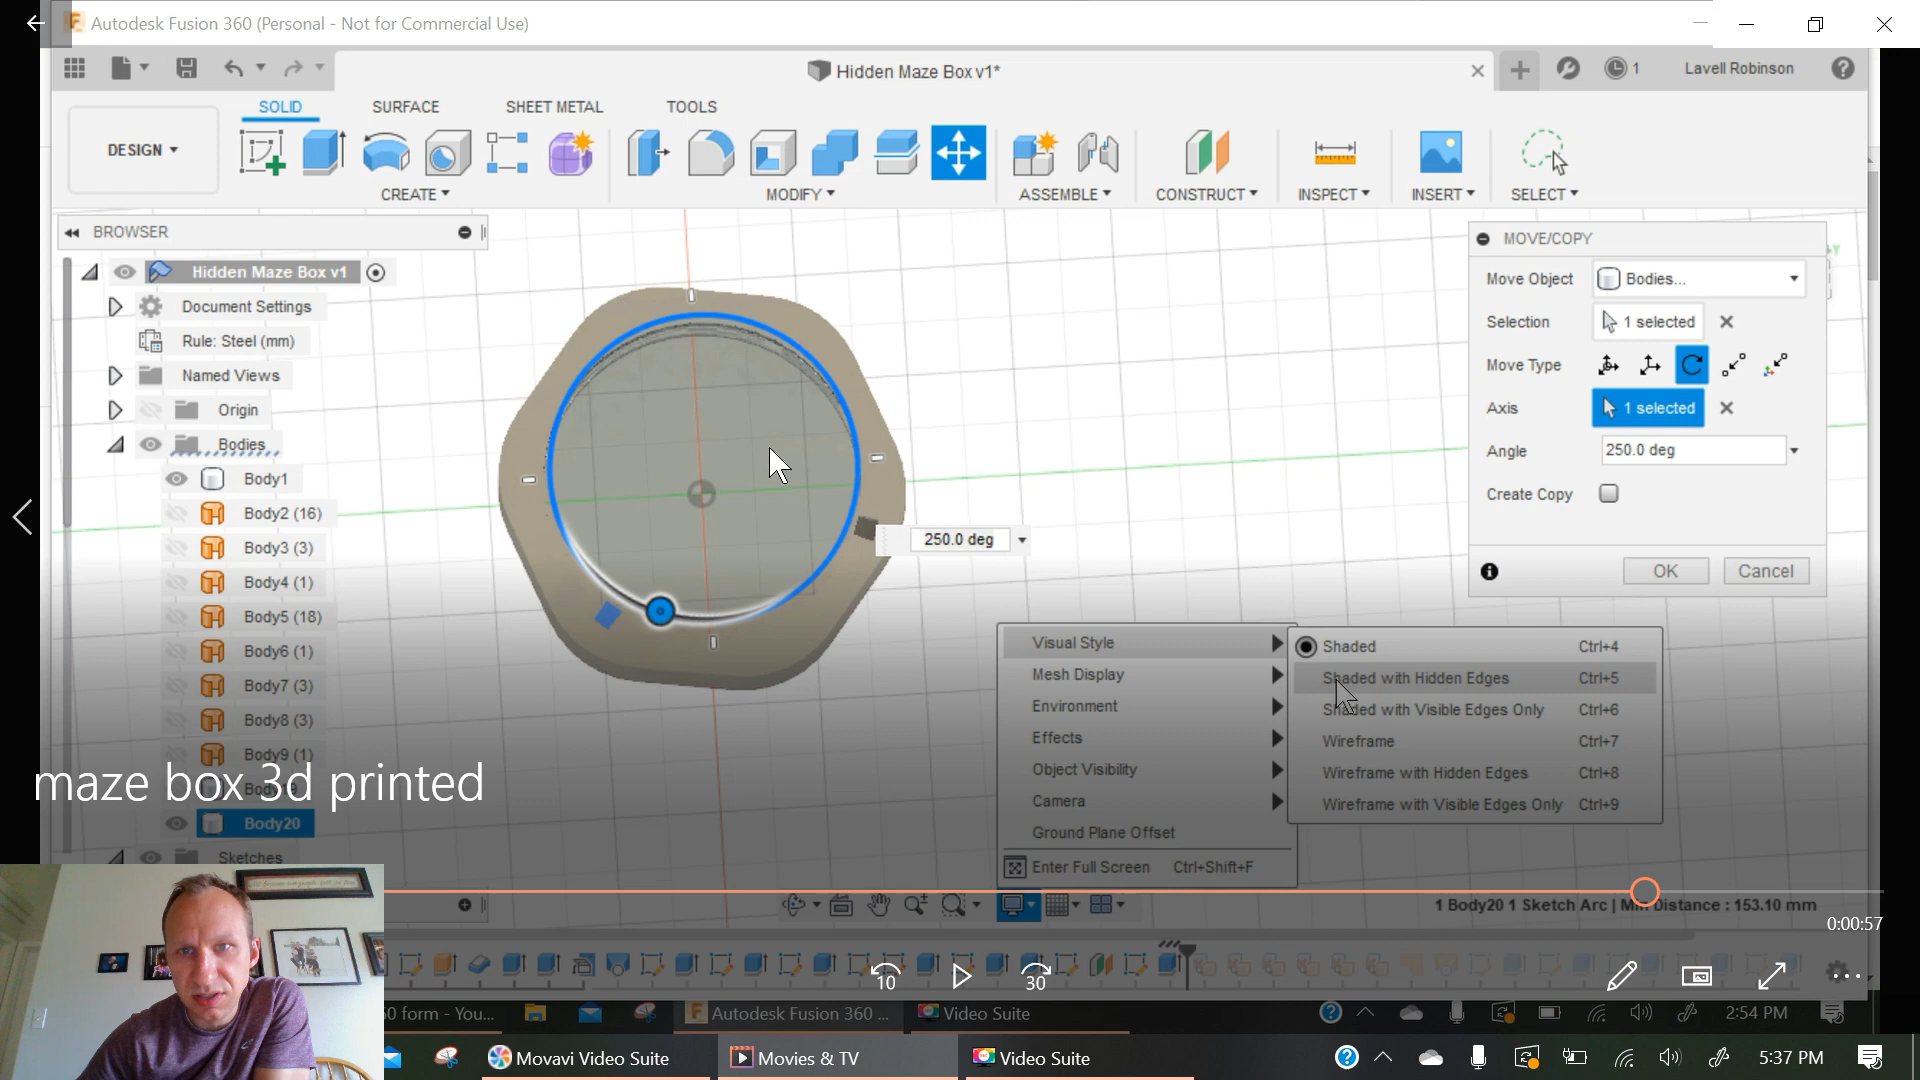 Autodesk Fusion 360 (Personal - Not for Commercial Use)
Hidden Maze Box v1*
1
Lavell Robinson
SOLID
SURFACE
SHEET METAL
TOOLS
DESIGN
CREATE
MODIFY
ASSEMBLE
CONSTRUCT
INSPECT
INSERT
SELECT
BROWSER
Hidden Maze Box v1
Document Settings
Rule: Steel (mm)
Named Views
Origin
Bodies
Body1
Body2 (16)
Body3 (3)
Body4 (1)
Body5 (18)
Body6 (1)
Body7 (3)
Body8 (3)
Body9 (1)
Body20
Sketches
maze box 3d printed
250.0 deg
MOVE/COPY
Move Object
Bodies...
Selection
1 selected
Move Type
Axis
1 selected
Angle
250.0 deg
Create Copy
OK
Cancel
Visual Style
Mesh Display
Environment
Effects
Object Visibility
Camera
Ground Plane Offset
Enter Full Screen Ctrl+Shift+F
Shaded Ctrl+4
Shaded with Hidden Edges Ctrl+5
Shaded with Visible Edges Only Ctrl+6
Wireframe Ctrl+7
Wireframe with Hidden Edges Ctrl+8
Wireframe with Visible Edges Only Ctrl+9
1 Body20 1 Sketch Arc | Min Distance : 153.10 mm
0:00:57
10
30
60 form - You...
Autodesk Fusion 360 ...
Video Suite
2:54 PM
Movavi Video Suite
Movies & TV
Video Suite
5:37 PM